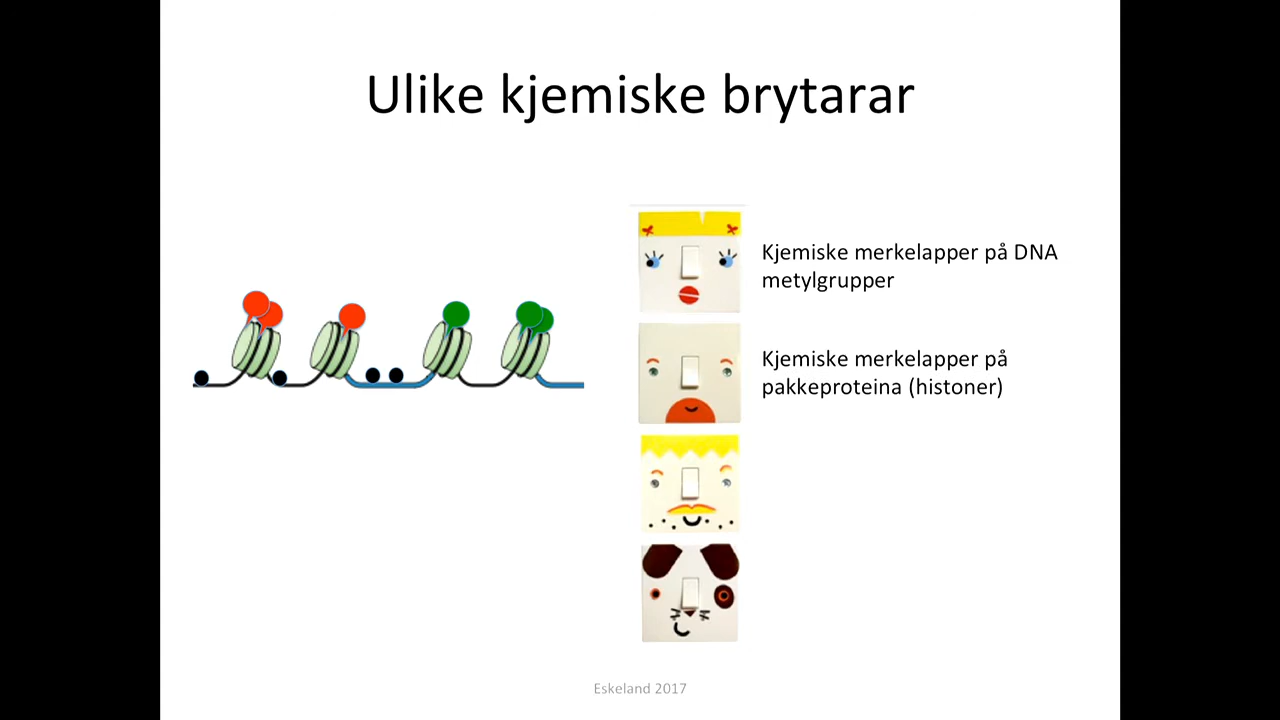 Ulike kjemiske brytarar
Kjemiske merkelapper på DNA
metylgrupper
Kjemiske merkelapper på
pakkeproteina (histoner)
Eskeland 2017